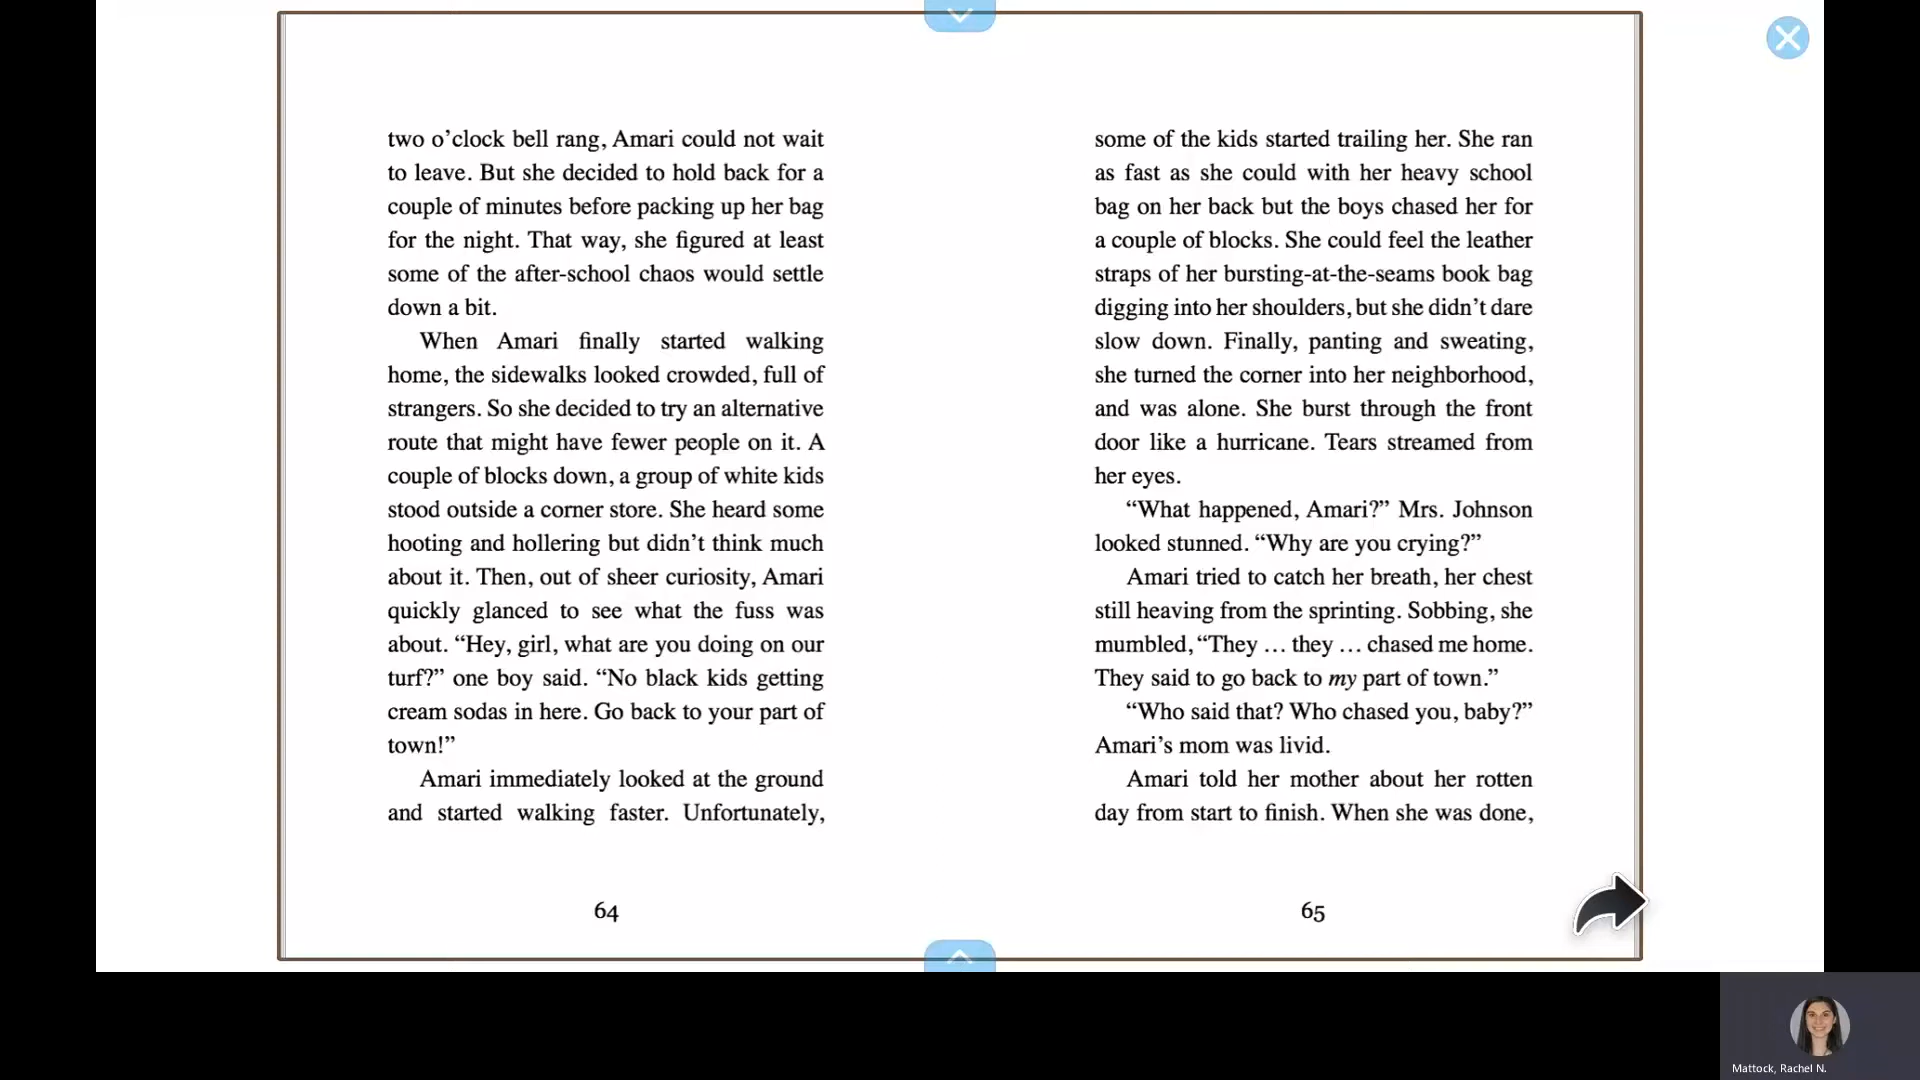 two o’clock bell rang, Amari could not wait
to leave. But she decided to hold back for a
couple of minutes before packing up her bag
for the night. That way, she figured at least
some of the after-school chaos would settle
down a bit.
When Amari finally started walking
home, the sidewalks looked crowded, full of
strangers. So she decided to try an alternative
route that might have fewer people on it. A
couple of blocks down, a group of white kids
stood outside a corner store. She heard some
hooting and hollering but didn’t think much
about it. Then, out of sheer curiosity, Amari
quickly glanced to see what the fuss was
about. “Hey, girl, what are you doing on our
turf?” one boy said. “No black kids getting
cream sodas in here. Go back to your part of
town!”
Amari immediately looked at the ground
and started walking faster. Unfortunately,
64
some of the kids started trailing her. She ran
as fast as she could with her heavy school
bag on her back but the boys chased her for
a couple of blocks. She could feel the leather
straps of her bursting-at-the-seams book bag
digging into her shoulders, but she didn’t dare
slow down. Finally, panting and sweating,
she turned the corner into her neighborhood,
and was alone. She burst through the front
door like a hurricane. Tears streamed from
her eyes.
“What happened, Amari?” Mrs. Johnson
looked stunned. “Why are you crying?”
Amari tried to catch her breath, her chest
still heaving from the sprinting. Sobbing, she
mumbled, “They … they … chased me home.
They said to go back to my part of town.”
“Who said that? Who chased you, baby?”
Amari’s mom was livid.
Amari told her mother about her rotten
day from start to finish. When she was done,
65
Mattock, Rachel N.